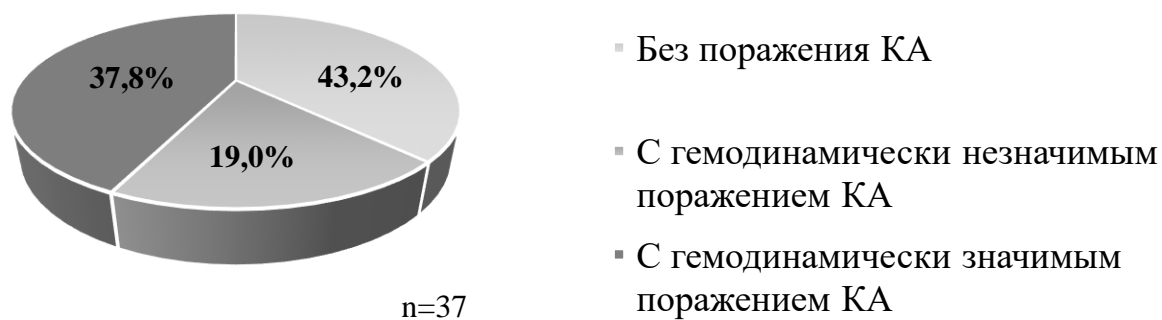 37,8%
43,2%
19,0%
n=37
Без поражения КА
С гемодинамически незначимым
поражением КА
С гемодинамически значимым
поражением КА